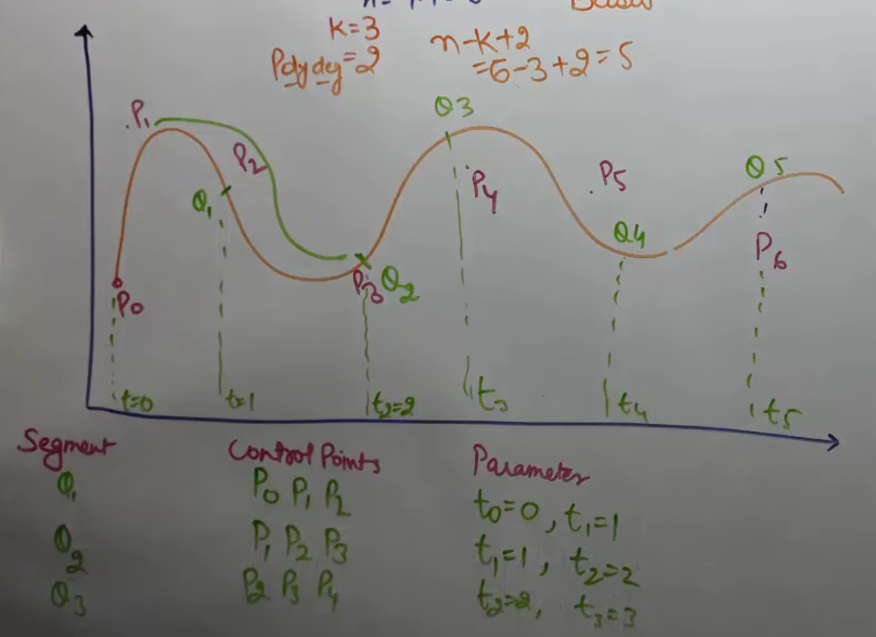 k=3
Polydeg=2
n-k+2
=6-3+2=5
Q3
P1
P2
P4
P5
Q5
Q1
Q4
P6
P0
P3 Q2
t=0
t=1
t2=2
t3
t4
t5
Segment Control Points Parameter
Q1 P0 P1 P2 t0=0, t1=1
Q2 P1 P2 P3 t1=1, t2=2
Q3 P2 P3 P4 t2=2, t3=3